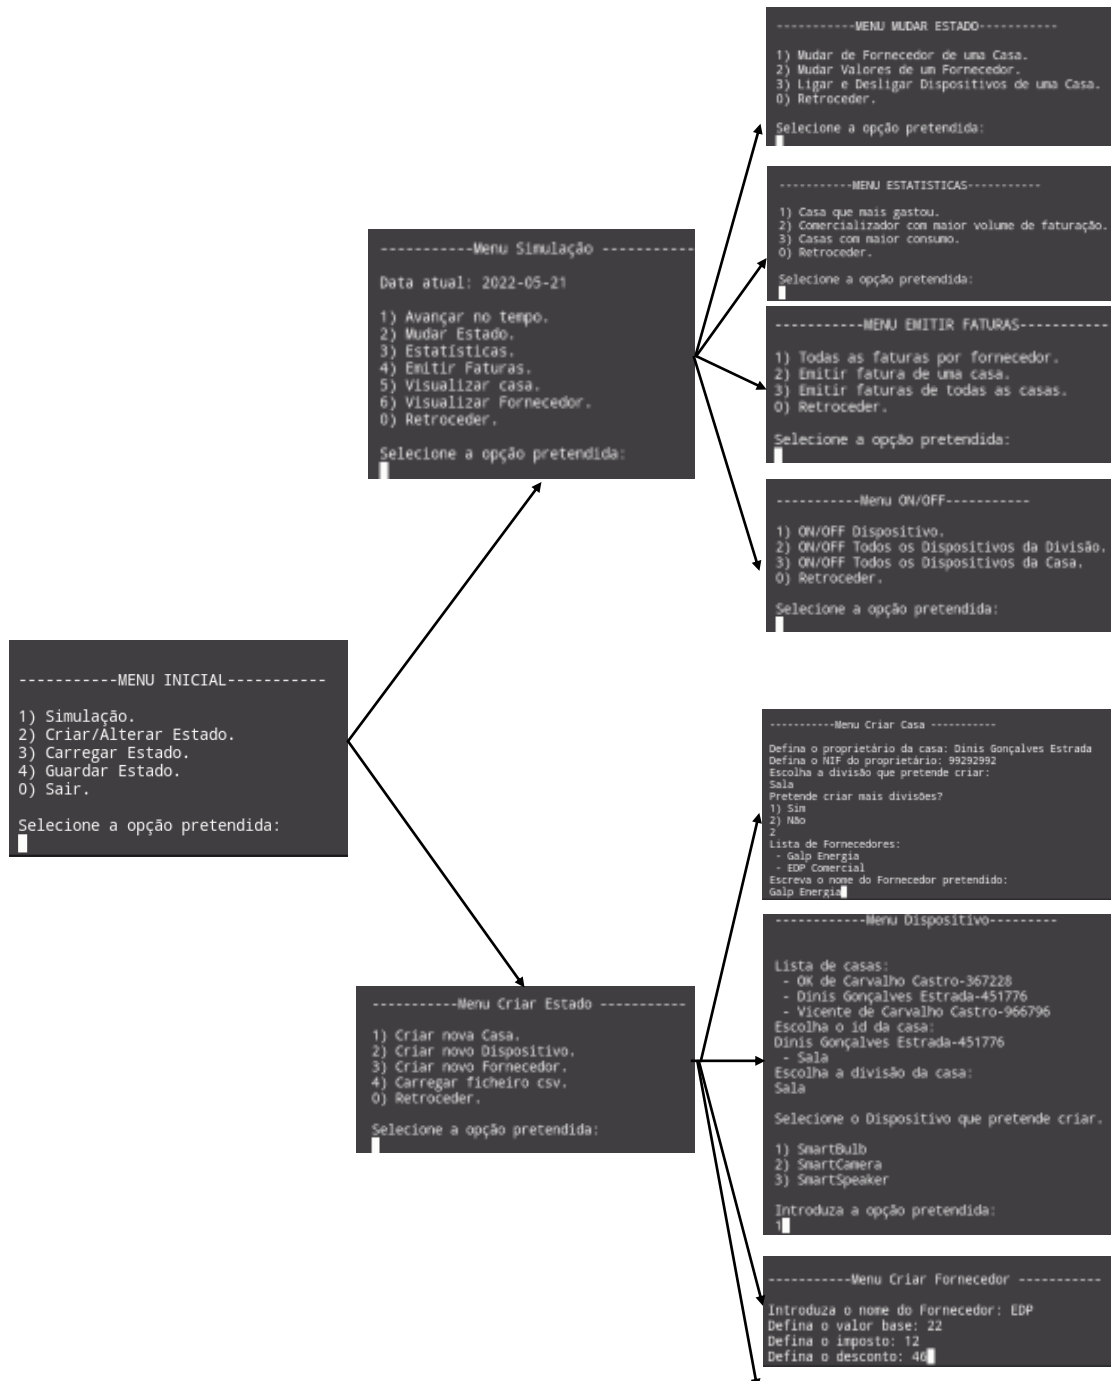 -----------MENU INICIAL-----------
1) Simulação.
2) Criar/Alterar Estado.
3) Carregar Estado.
4) Guardar Estado.
0) Sair.
Selecione a opção pretendida:
-----------Menu Simulação -----------
Data atual: 2022-05-21
1) Avançar no tempo.
2) Mudar Estado.
3) Estatísticas.
4) Emitir Faturas.
5) Visualizar casa.
6) Visualizar Fornecedor.
0) Retroceder.
Selecione a opção pretendida:
-----------MENU MUDAR ESTADO-----------
1) Mudar de Fornecedor de uma Casa.
2) Mudar Valores de um Fornecedor.
3) Ligar e Desligar Dispositivos de uma Casa.
0) Retroceder.
Selecione a opção pretendida:
-----------MENU ESTATISTICAS-----------
1) Casa que mais gastou.
2) Comercializador com maior volume de faturação.
3) Casas com maior consumo.
0) Retroceder.
Selecione a opção pretendida:
-----------MENU EMITIR FATURAS-----------
1) Todas as faturas por fornecedor.
2) Emitir fatura de uma casa.
3) Emitir faturas de todas as casas.
0) Retroceder.
Selecione a opção pretendida:
-----------Menu ON/OFF-----------
1) ON/OFF Dispositivo.
2) ON/OFF Todos os Dispositivos da Divisão.
3) ON/OFF Todos os Dispositivos da Casa.
0) Retroceder.
Selecione a opção pretendida:
-----------Menu Criar Estado -----------
1) Criar nova Casa.
2) Criar novo Dispositivo.
3) Criar novo Fornecedor.
4) Carregar ficheiro csv.
0) Retroceder.
Selecione a opção pretendida:
-----------Menu Criar Casa -----------
Defina o proprietário da casa: Dinis Gonçalves Estrada
Defina o NIF do proprietário: 99292992
Escolha a divisão que pretende criar:
Sala
Pretende criar mais divisões?
1) Sim
2) Não
2
Lista de Fornecedores:
- Galp Energia
- EDP Comercial
Escreva o nome do Fornecedor pretendido:
Galp Energia
------------Menu Dispositivo---------
Lista de casas:
- OK de Carvalho Castro-367228
- Dinis Gonçalves Estrada-451776
- Vicente de Carvalho Castro-966796
Escolha o id da casa:
Dinis Gonçalves Estrada-451776
- Sala
Escolha a divisão da casa:
Sala
Selecione o Dispositivo que pretende criar.
1) SmartBulb
2) SmartCamera
3) SmartSpeaker
Introduza a opção pretendida:
1
-----------Menu Criar Fornecedor -----------
Introduza o nome do Fornecedor: EDP
Defina o valor base: 22
Defina o imposto: 12
Defina o desconto: 46